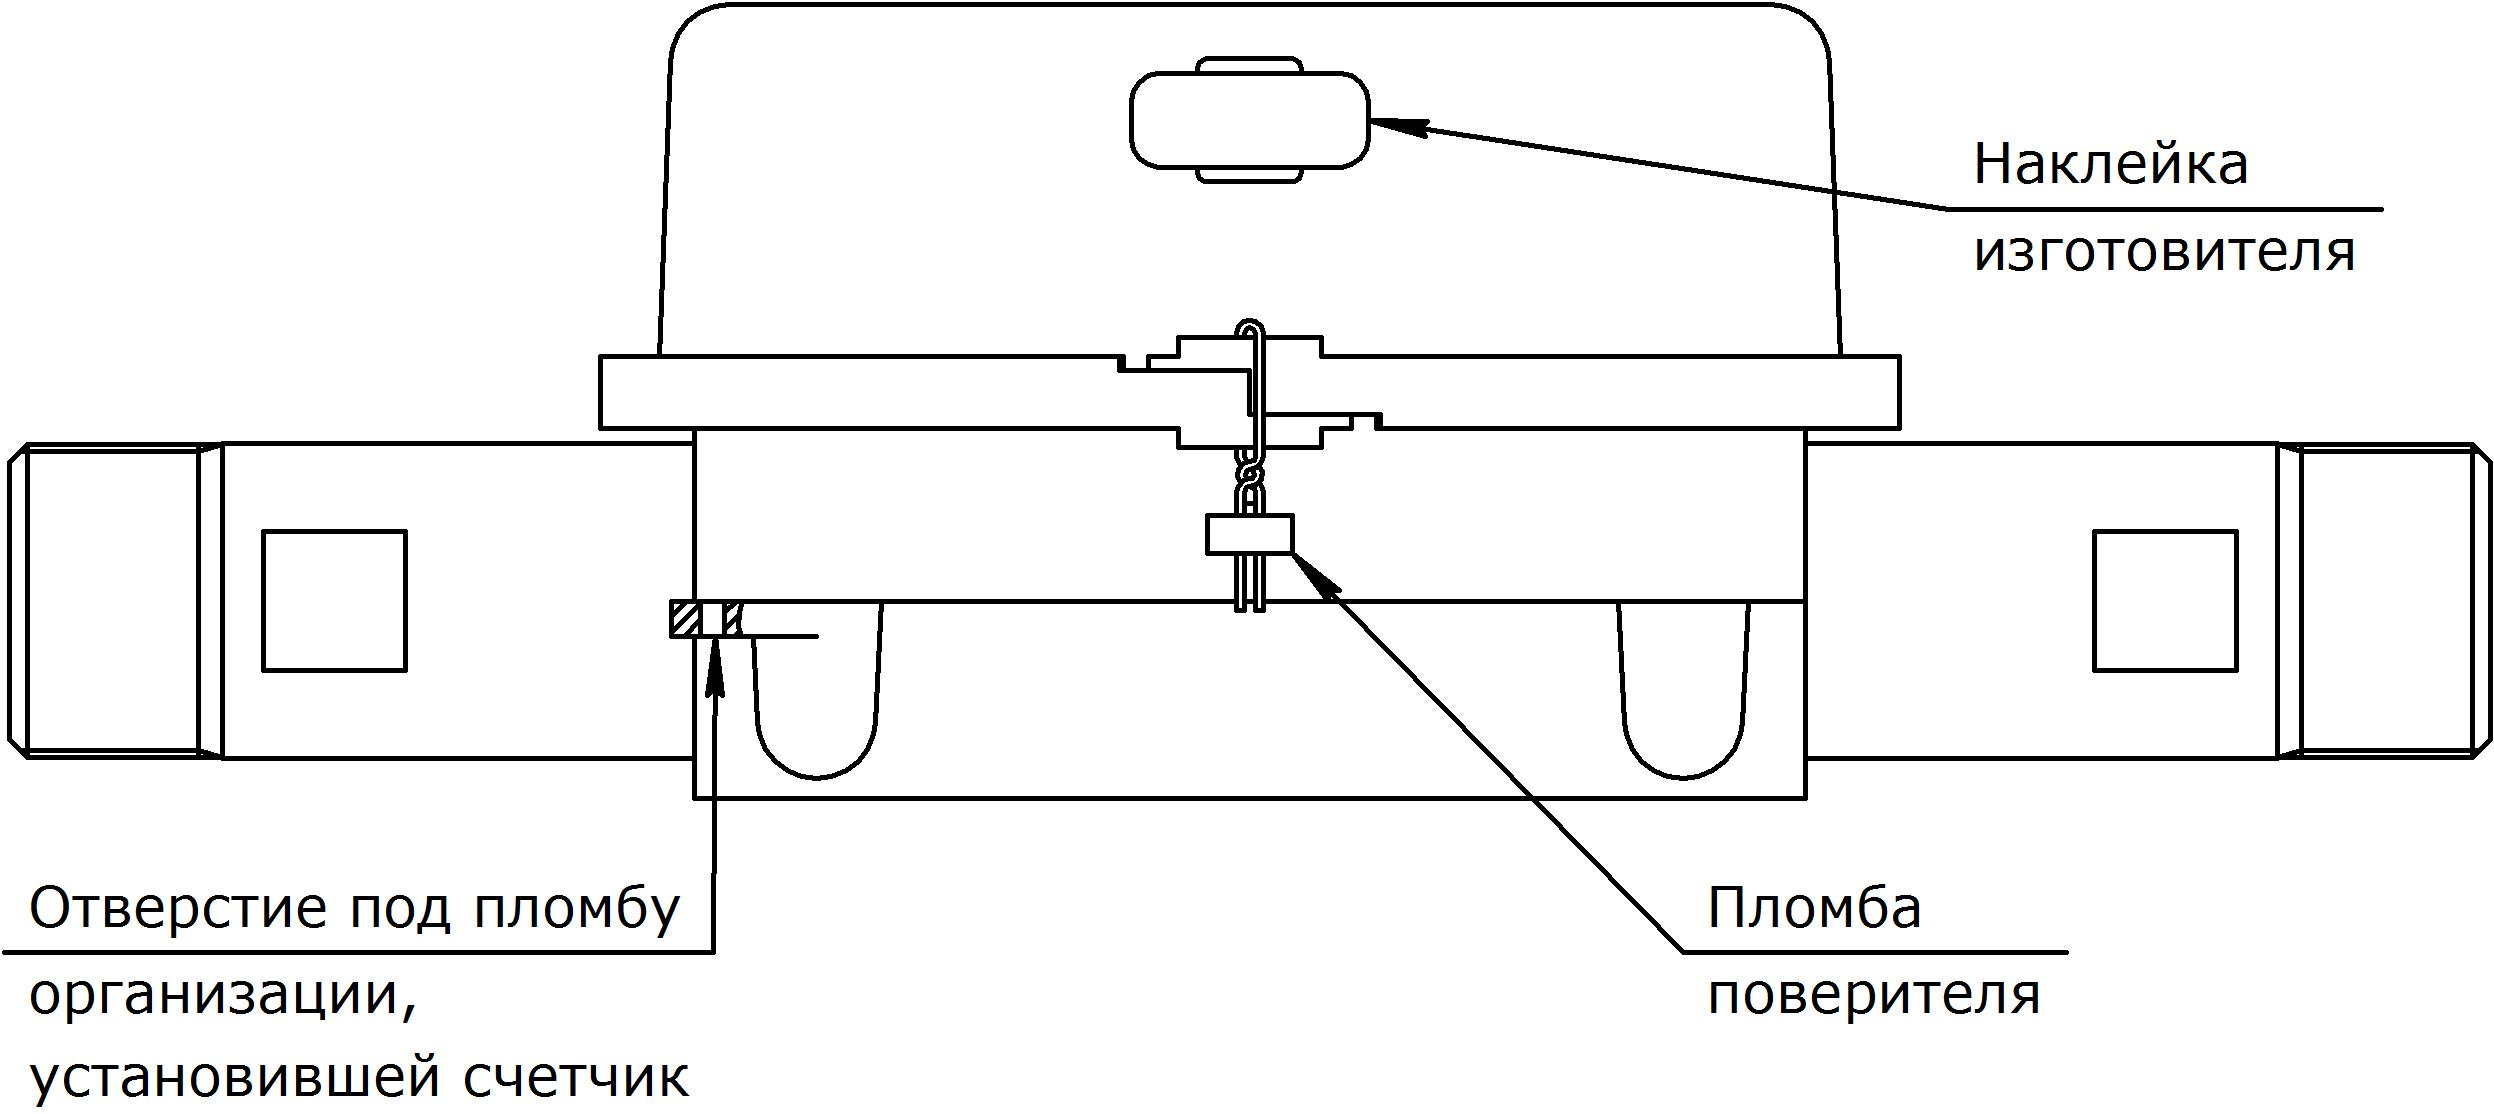 Наклейка
изготовителя
Отверстие под пломбу
организации,
установившей счетчик
Пломба
поверителя